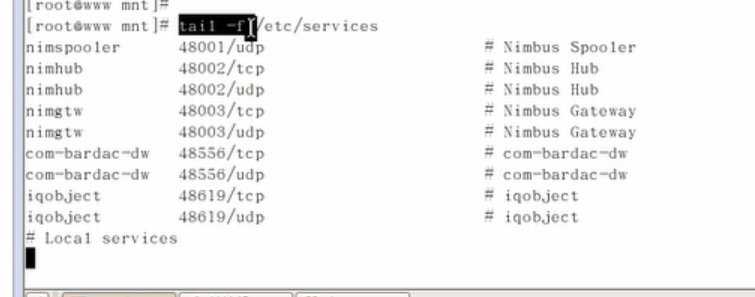 [root@www mnt]#
[root@www mnt]# tail -f /etc/services
nimspooler 48001/udp # Nimbus Spooler
nimhub 48002/tcp # Nimbus Hub
nimhub 48002/udp # Nimbus Hub
nimgtw 48003/tcp # Nimbus Gateway
nimgtw 48003/udp # Nimbus Gateway
com-bardac-dw 48556/tcp # com-bardac-dw
com-bardac-dw 48556/udp # com-bardac-dw
iqobject 48619/tcp # iqobject
iqobject 48619/udp # iqobject
# Local services